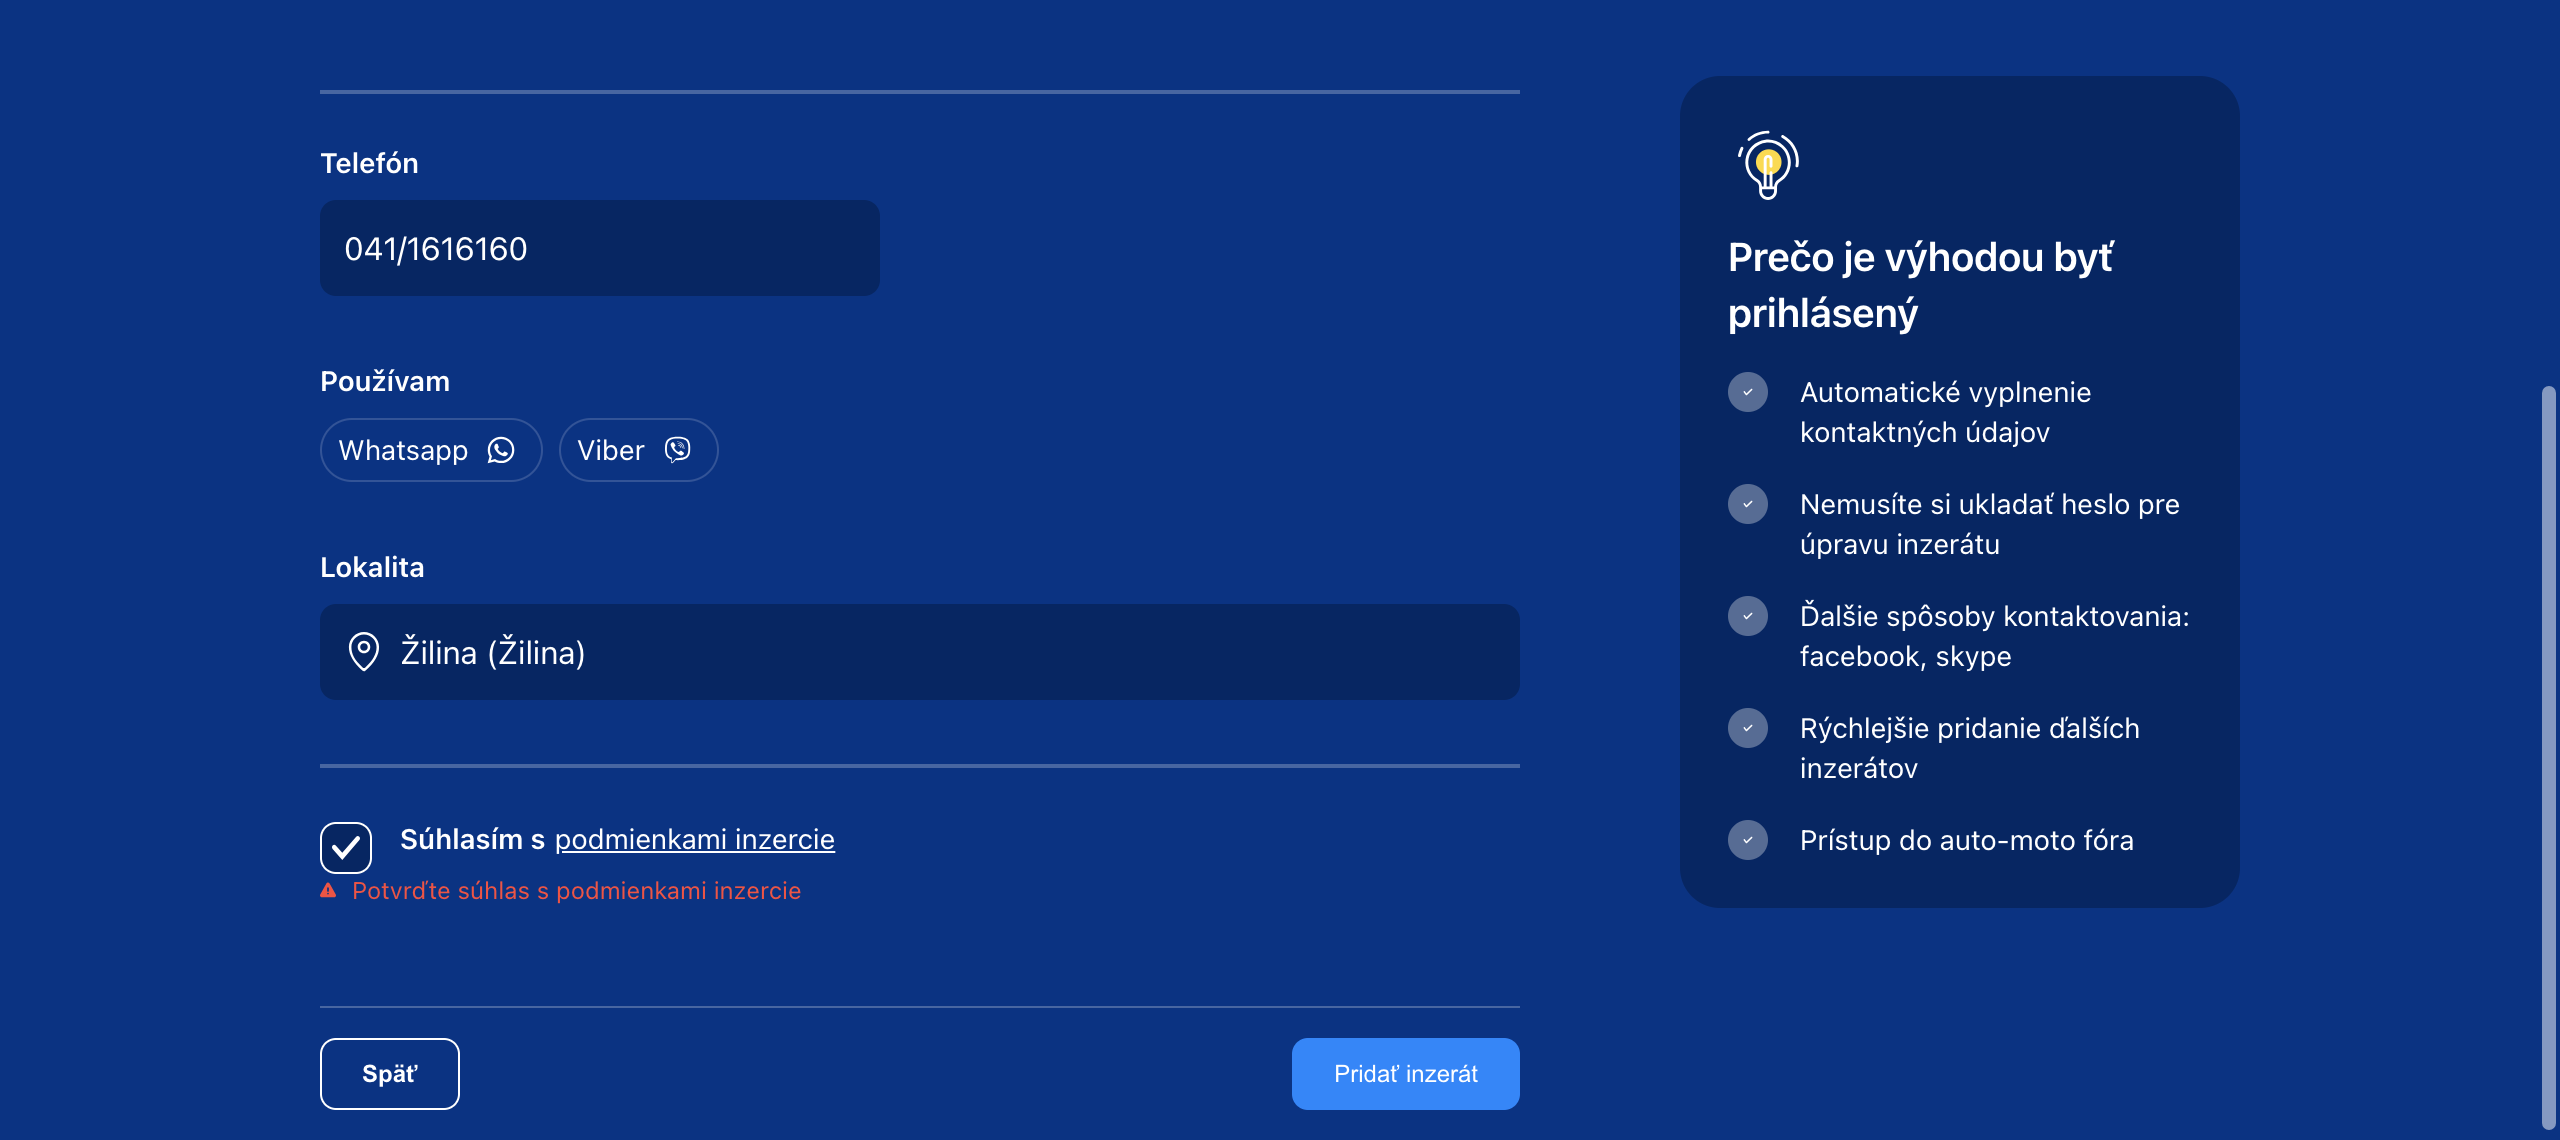 Telefón
041/1616160
Používam
Whatsapp
Viber
Lokalita
Žilina (Žilina)
Súhlasím s podmienkami inzercie
Potvrďte súhlas s podmienkami inzercie
Späť
Pridať inzerát
Prečo je výhodou byť
prihlásený
Automatické vyplnenie
kontaktných údajov
Nemusíte si ukladať heslo pre
úpravu inzerátu
Ďalšie spôsoby kontaktovania:
facebook, skype
Rýchlejšie pridanie ďalších
inzerátov
Prístup do auto-moto fóra